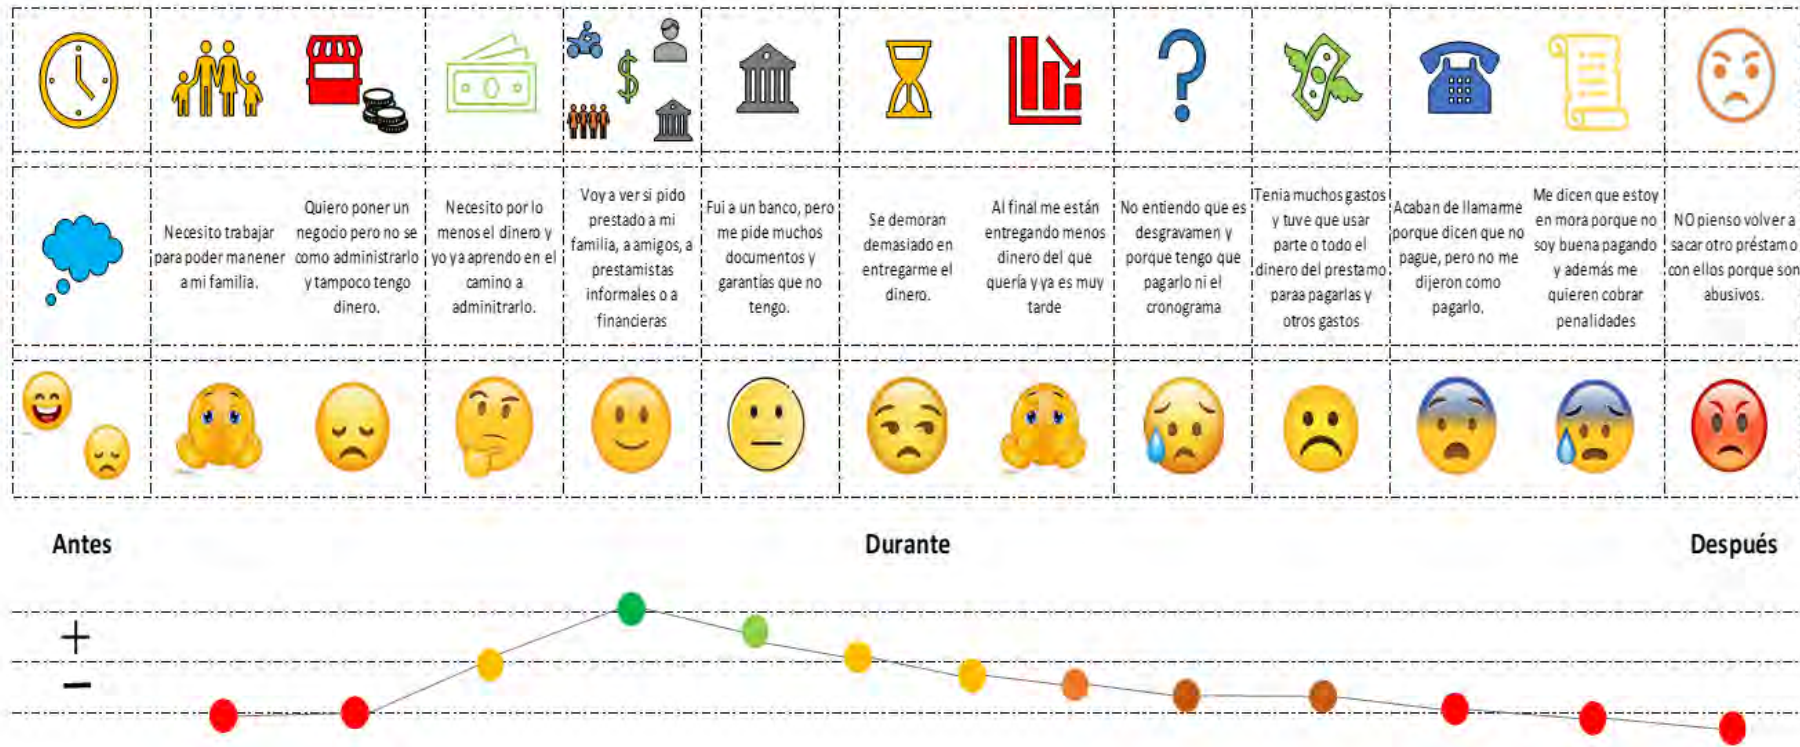 $
?
Necesito trabajar
para poder manener
a mi familia.
Quiero poner un
negocio pero no se
como administrarlo
y tampoco tengo
dinero.
Necesito por lo
menos el dinero y
yo ya aprendo en el
camino a
adminitrarlo.
Voy a ver si pido
prestado a mi
familia, a amigos, a
prestamistas
informales o a
financieras
Fui a un banco, pero
me pide muchos
documentos y
garantías que no
tengo.
Se demoran
demasiado en
entregarme el
dinero.
Al final me están
entregando menos
dinero del que
quería y ya es muy
tarde
No entiendo que es
desgravamen y
porque tengo que
pagarlo ni el
cronograma
Tenia muchos gastos
y tuve que usar
parte o todo el
dinero del prestamo
paraa pagarlas y
otros gastos
Acaban de llamarme
porque dicen que no
pague, pero no me
dijeron como
pagarlo.
Me dicen que estoy
en mora porque no
soy buena pagando
y además me
quieren cobrar
penalidades
NO pienso volver a
sacar otro préstamo
con ellos porque son
abusivos.
Antes
Durante
Después
+
−